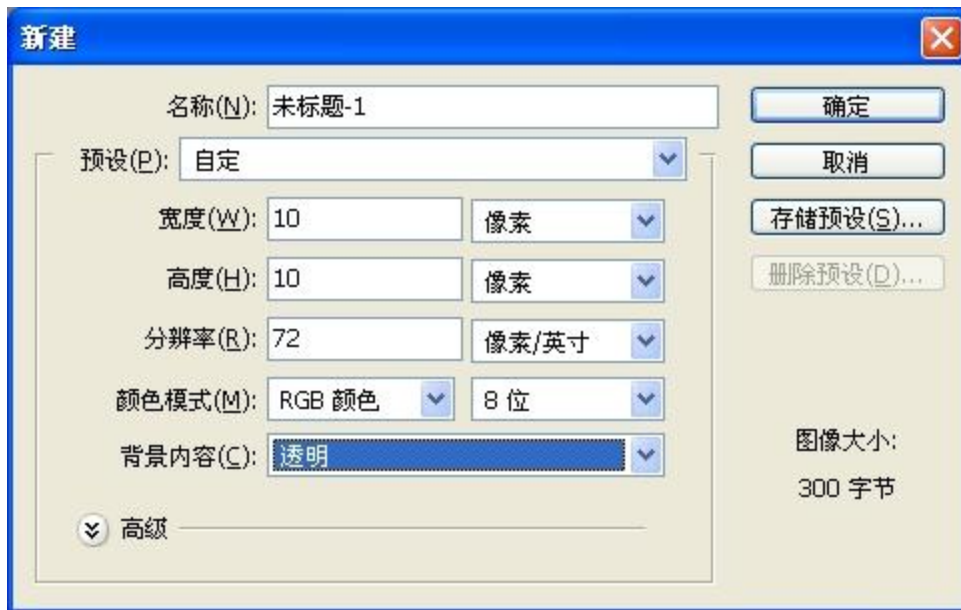 新建
名称(N): 未标题-1 确定
预设(P): 自定 取消
宽度(W): 10 像素 存储预设(S)...
高度(H): 10 像素 删除预设(D)...
分辨率(R): 72 像素/英寸
颜色模式(M): RGB 颜色 8 位
背景内容(C): 透明 图像大小:
300 字节
高级